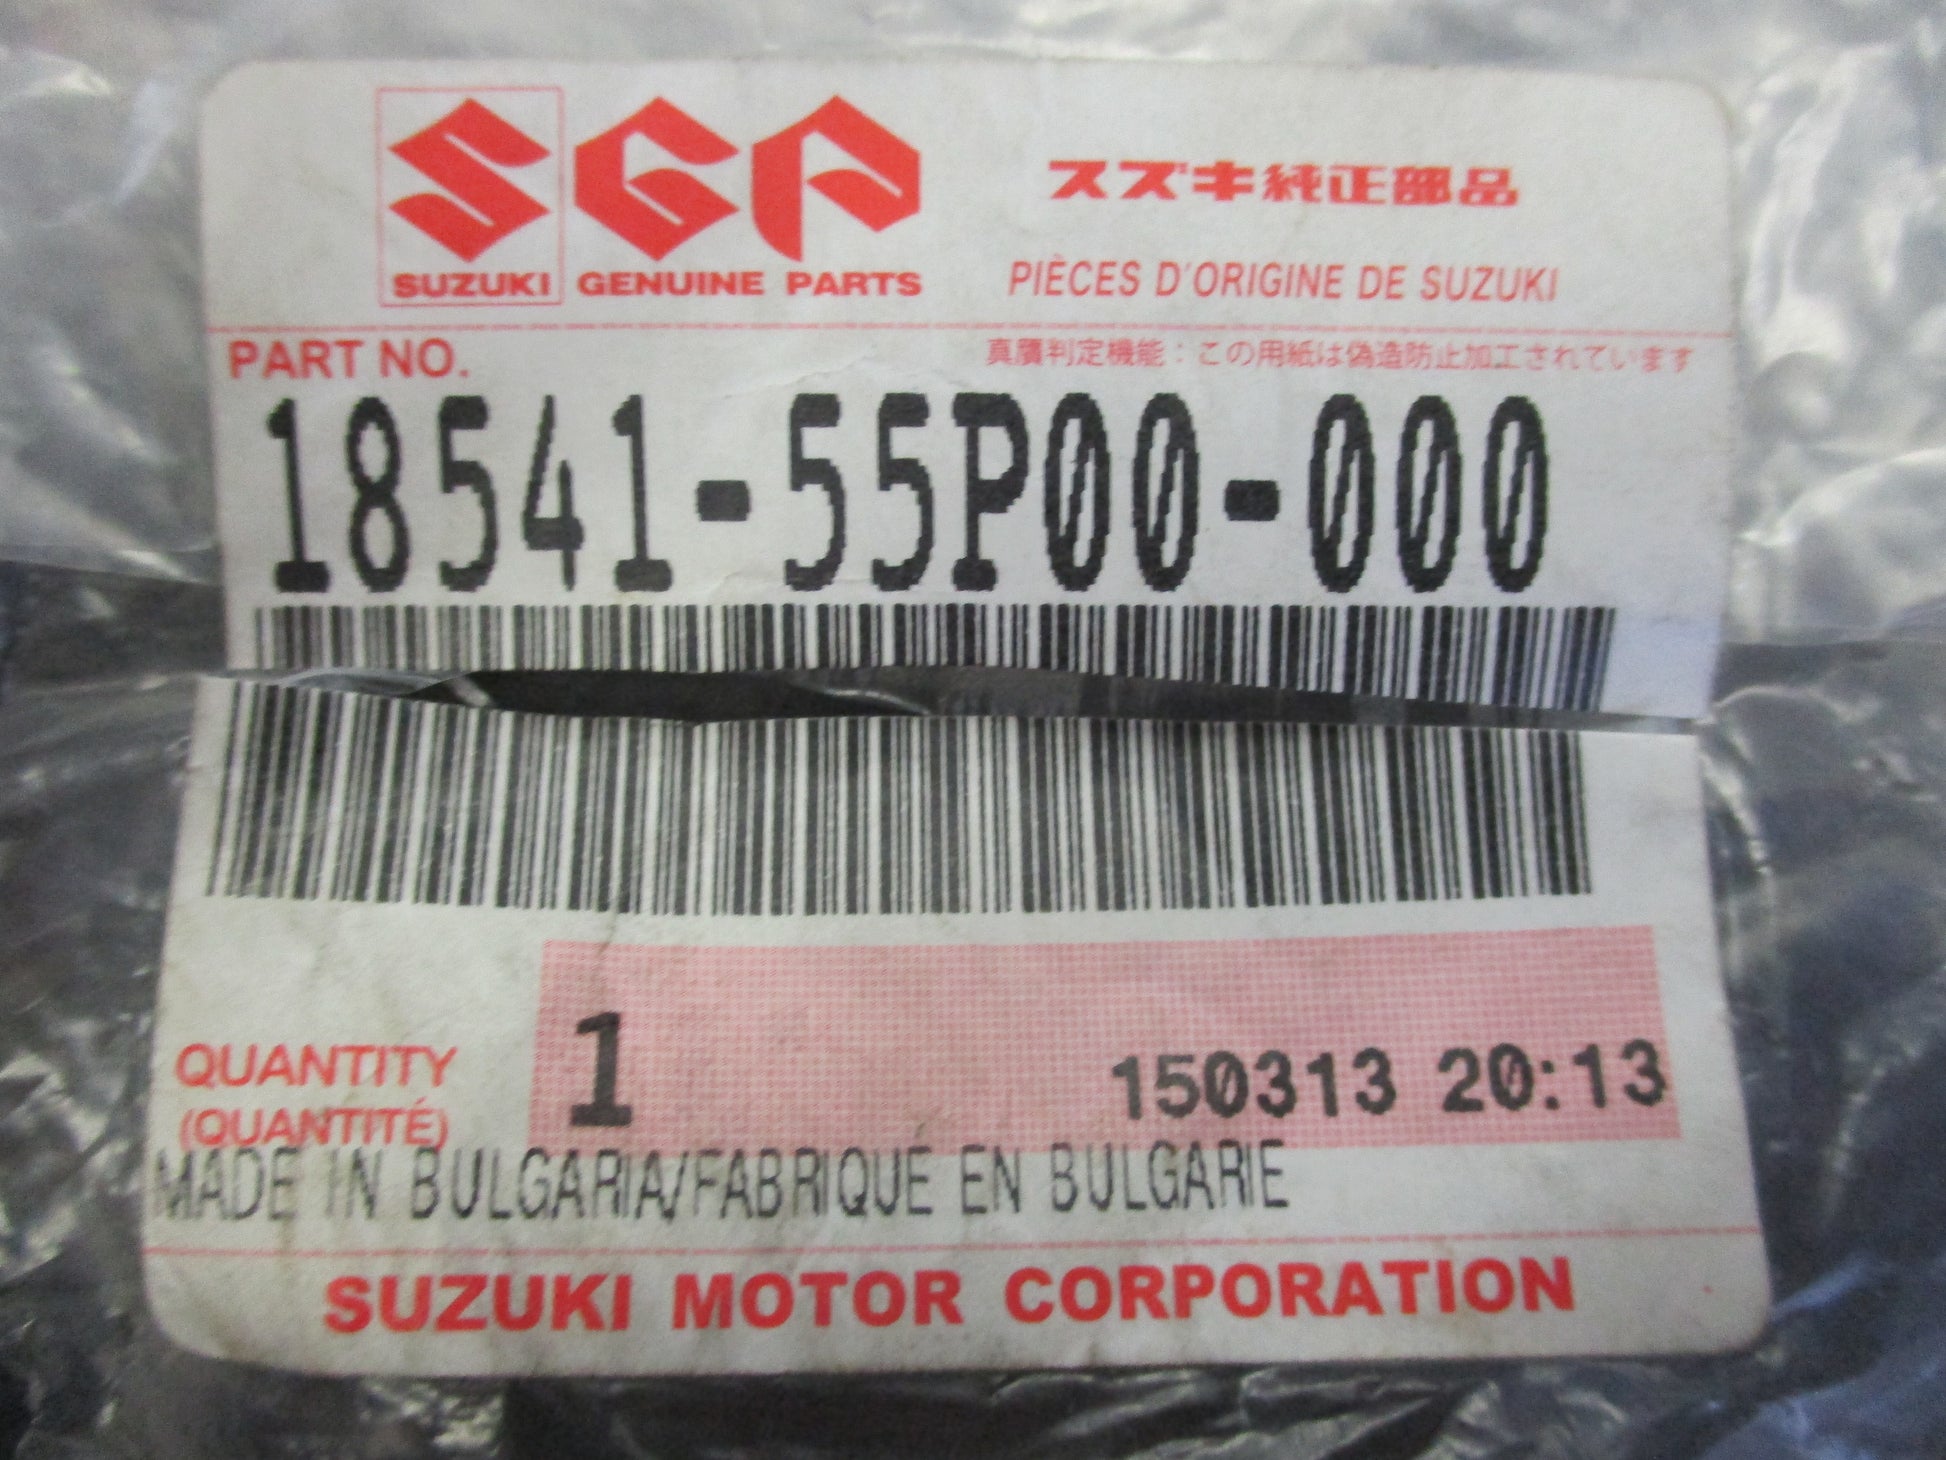 SGP
スズキ純正部品
SUZUKI GENUINE PARTS
PIÈCES D'ORIGINE DE SUZUKI
PART NO.
真贋判定機能：この用紙は偽造防止加工されています
18541-55P00-000
QUANTITY 1 150313 20:13
(QUANTITÉ)
MADE IN BULGARIA/FABRIQUÉ EN BULGARIE
SUZUKI MOTOR CORPORATION